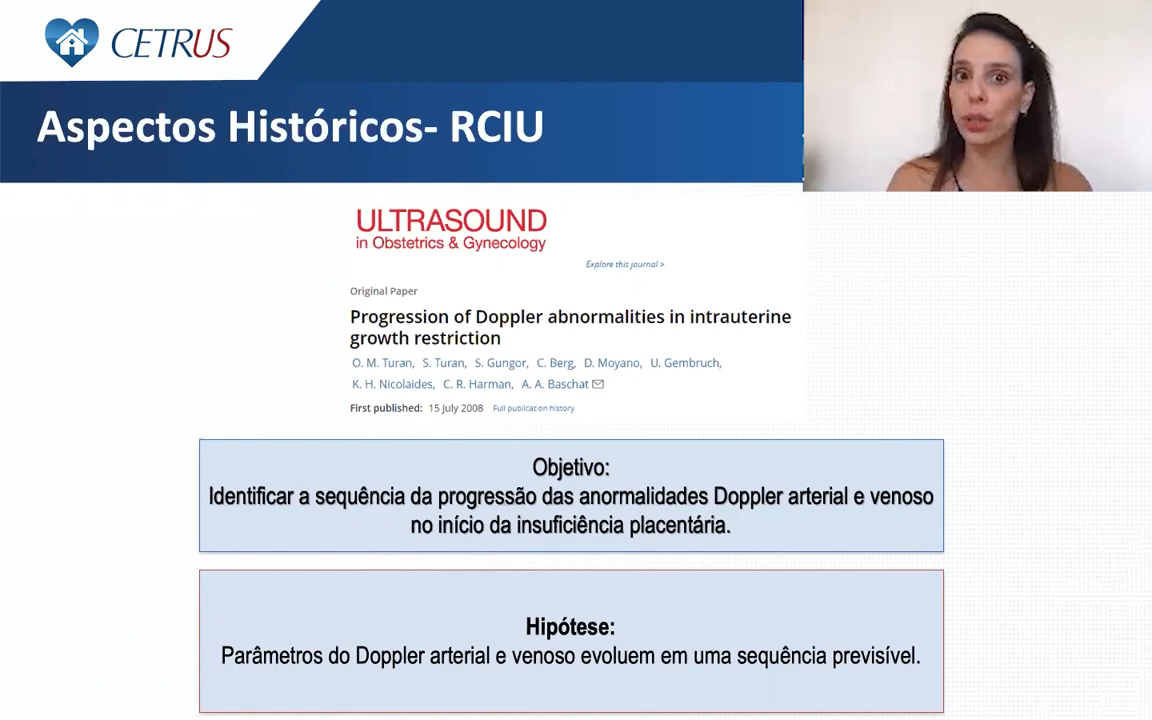 CETRUS
Aspectos Históricos- RCIU
ULTRASOUND
in Obstetrics & Gynecology
Explore this journal >
Original Paper
Progression of Doppler abnormalities in intrauterine
growth restriction
O. M. Turan, S. Turan, S. Gungor, C. Berg, D. Moyano, U. Gembruch,
K. H. Nicolaides, C. R. Harman, A. A. Baschat
First published: 15 July 2008 Full publication history
Objetivo:
Identificar a sequência da progressão das anormalidades Doppler arterial e venoso
no início da insuficiência placentária.
Hipótese:
Parâmetros do Doppler arterial e venoso evoluem em uma sequência previsível.